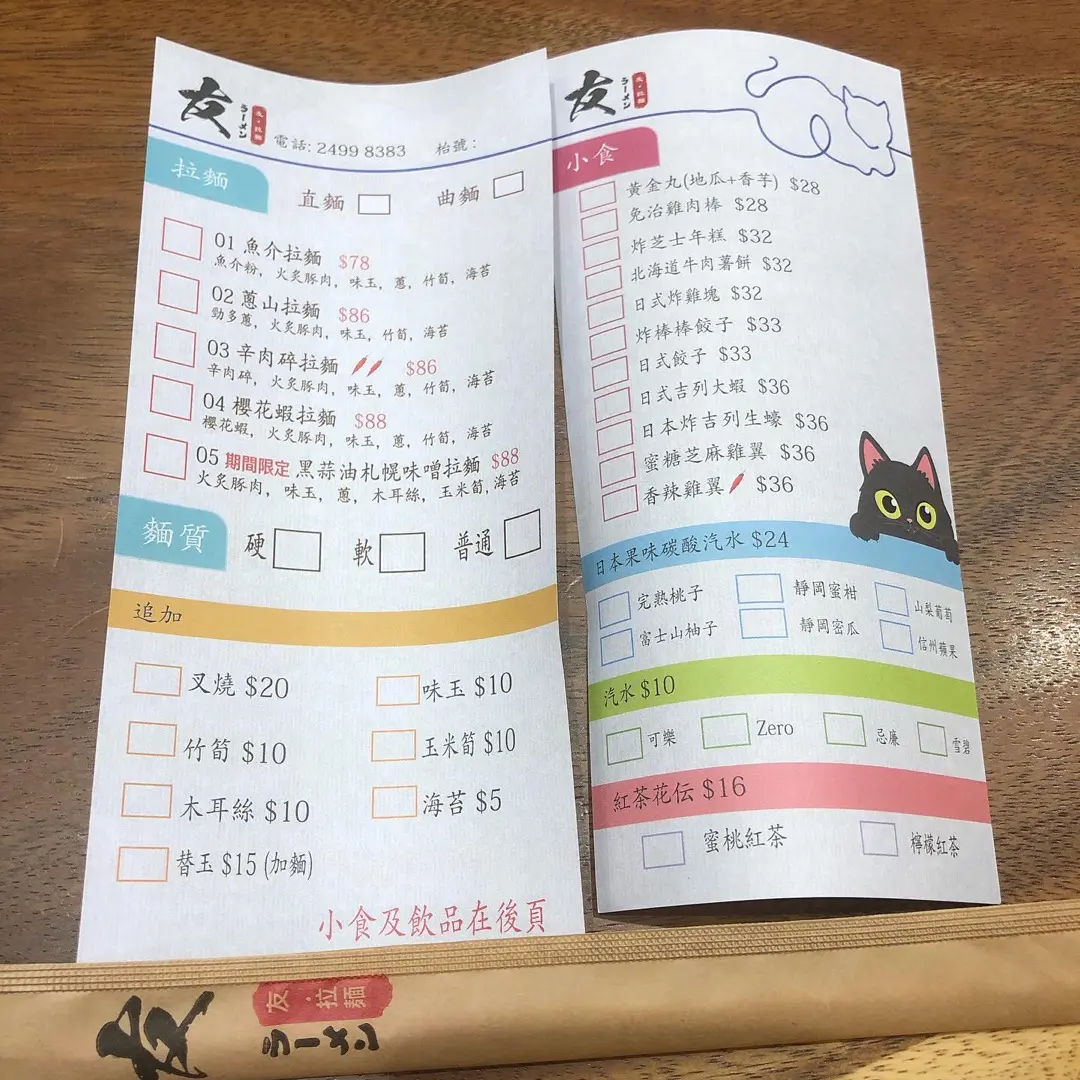 友
ラーメン
友・拉麵
電話: 2499 8383 枱號:
拉麵
直麵 曲麵
01 魚介拉麵 $78
魚介粉, 火炙豚肉, 味玉, 蔥, 竹筍, 海苔
02 蔥山拉麵 $86
勁多蔥, 火炙豚肉, 味玉, 竹筍, 海苔
03 辛肉碎拉麵 $86
辛肉碎, 火炙豚肉, 味玉, 蔥, 竹筍, 海苔
04 櫻花蝦拉麵 $88
櫻花蝦, 火炙豚肉, 味玉, 蔥, 竹筍, 海苔
05 期間限定 黑蒜油札幌味噌拉麵 $88
火炙豚肉, 味玉, 蔥, 木耳絲, 玉米筍, 海苔
麵質
硬 軟 普通
追加
叉燒 $20 味玉 $10
竹筍 $10 玉米筍 $10
木耳絲 $10 海苔 $5
替玉 $15 (加麵)
小食及飲品在後頁
友
ラーメン
友・拉麵
小食
黃金丸(地瓜+香芋) $28
免治雞肉棒 $28
炸芝士年糕 $32
北海道牛肉薯餅 $32
日式炸雞塊 $32
炸棒棒餃子 $33
日式餃子 $33
日式吉列大蝦 $36
日本炸吉列生蠔 $36
蜜糖芝麻雞翼 $36
香辣雞翼 $36
日本果味碳酸汽水 $24
完熟桃子 靜岡蜜柑 山梨葡萄
富士山柚子 靜岡密瓜 信州蘋果
汽水 $10
可樂 Zero 忌廉 雪碧
紅茶花伝 $16
蜜桃紅茶 檸檬紅茶
友
友・拉麵
ラーメン